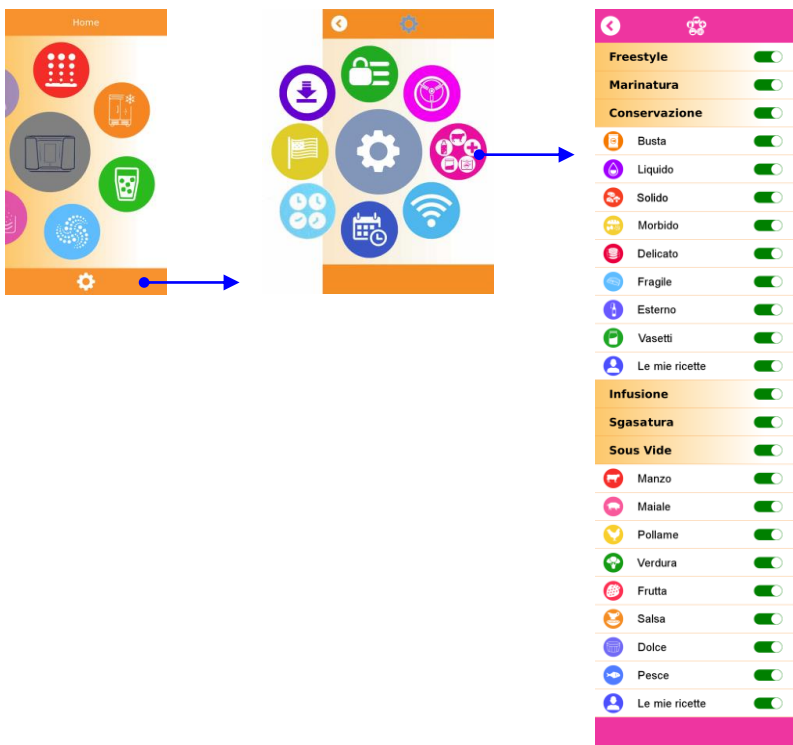 Home
Freestyle
Marinatura
Conservazione
Busta
Liquido
Solido
Morbido
Delicato
Fragile
Esterno
Vasetti
Le mie ricette
Infusione
Sgasatura
Sous Vide
Manzo
Maiale
Pollame
Verdura
Frutta
Salsa
Dolce
Pesce
Le mie ricette